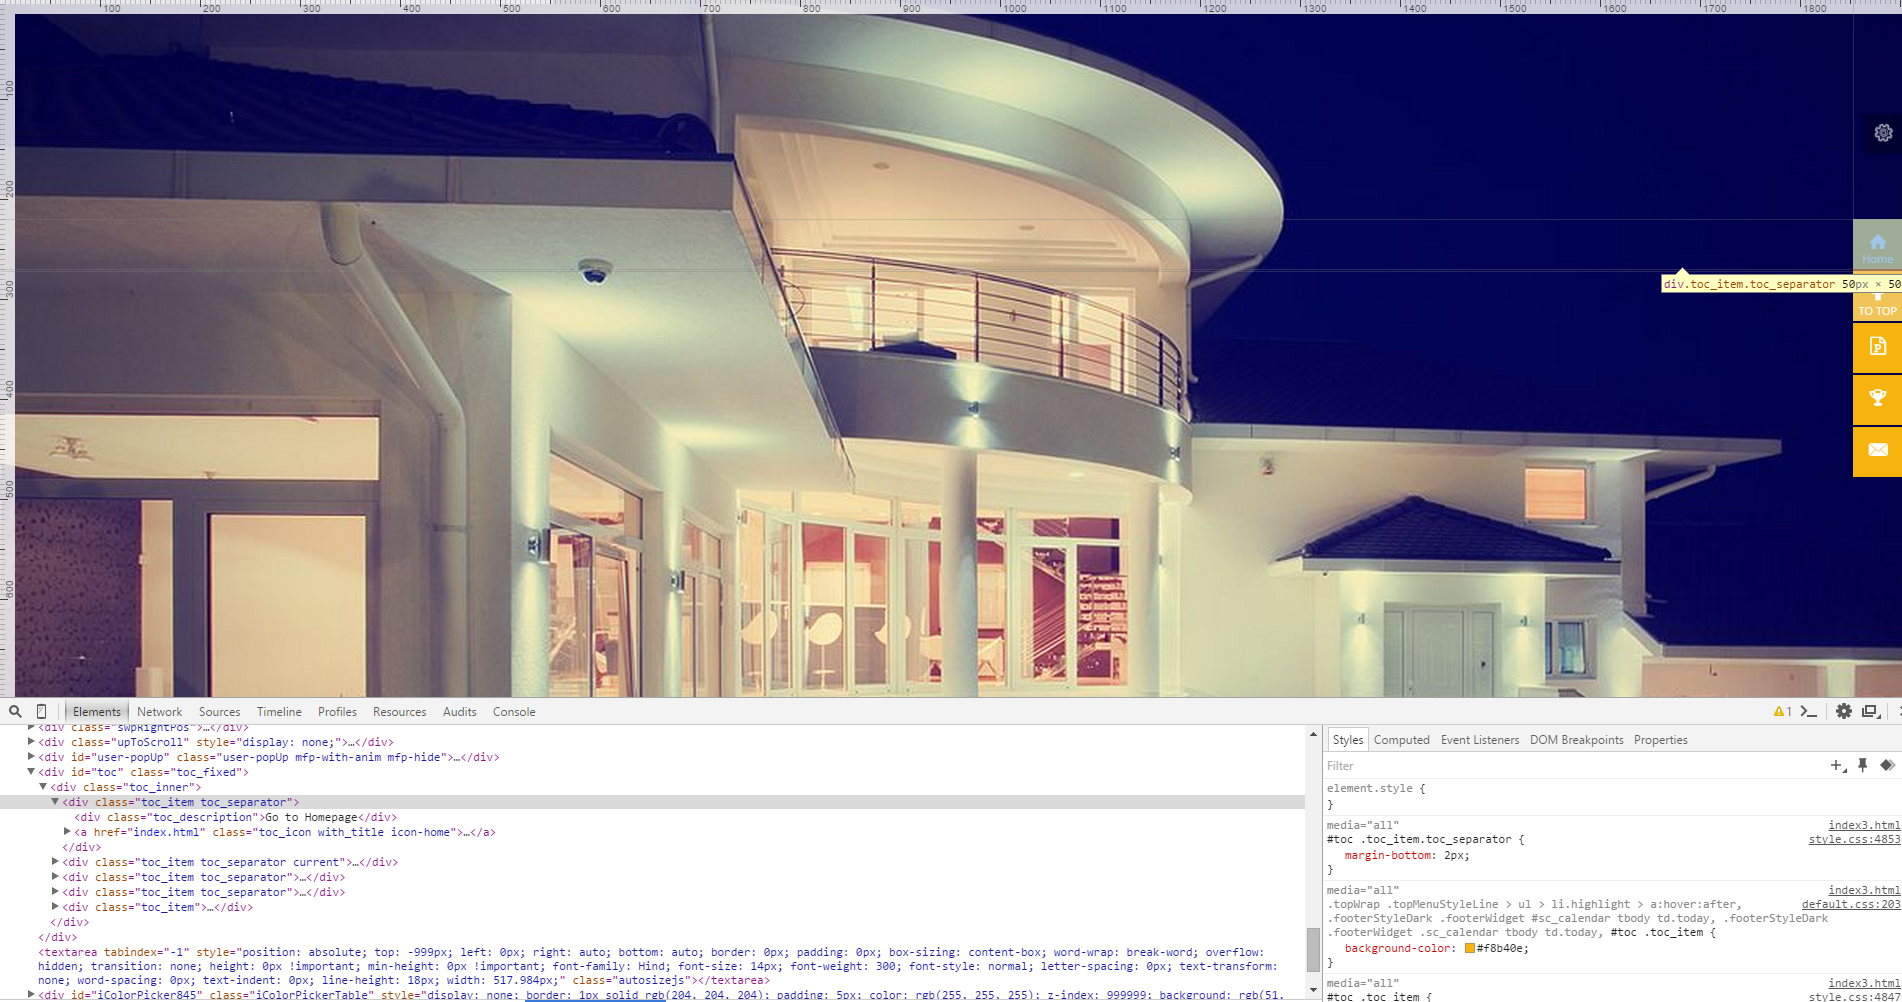 100 200 300 400 500 600 700 800 900 1000 1100 1200 1300 1400 1500 1600 1700 1800
100
200
300
400
500
600
Home
div.toc_item.toc_separator 50px × 50
TO TOP
Elements Network Sources Timeline Profiles Resources Audits Console
1
<div class="swpRightPos">…</div>
<div class="upToScroll" style="display: none;">…</div>
<div id="user-popUp" class="user-popUp mfp-with-anim mfp-hide">…</div>
<div id="toc" class="toc_fixed">
<div class="toc_inner">
<div class="toc_item toc_separator">
<div class="toc_description">Go to Homepage</div>
<a href="index.html" class="toc_icon with_title icon-home">…</a>
</div>
<div class="toc_item toc_separator current">…</div>
<div class="toc_item toc_separator">…</div>
<div class="toc_item toc_separator">…</div>
<div class="toc_item">…</div>
</div>
</div>
<textarea tabindex="-1" style="position: absolute; top: -999px; left: 0px; right: auto; bottom: auto; border: 0px; padding: 0px; box-sizing: content-box; word-wrap: break-word; overflow:
hidden; transition: none; height: 0px !important; min-height: 0px !important; font-family: Hind; font-size: 14px; font-weight: 300; font-style: normal; letter-spacing: 0px; text-transform:
none; word-spacing: 0px; text-indent: 0px; line-height: 18px; width: 517.984px;" class="autosizejs"></textarea>
<div id="iColorPicker845" class="iColorPickerTable" style="display: none; border: 1px solid rgb(204, 204, 204); padding: 5px; color: rgb(255, 255, 255); z-index: 999999; background: rgb(51,
Styles Computed Event Listeners DOM Breakpoints Properties
Filter
element.style {
}
media="all" index3.html
#toc .toc_item.toc_separator { style.css:4853
margin-bottom: 2px;
}
media="all" index3.html
.topWrap .topMenuStyleLine > ul > li.highlight > a:hover:after, default.css:203
.footerStyleDark .footerWidget #sc_calendar tbody td.today, .footerStyleDark
.footerWidget .sc_calendar tbody td.today, #toc .toc_item {
background-color: #f8b40e;
}
media="all" index3.html
#toc .toc_item { style.css:4847